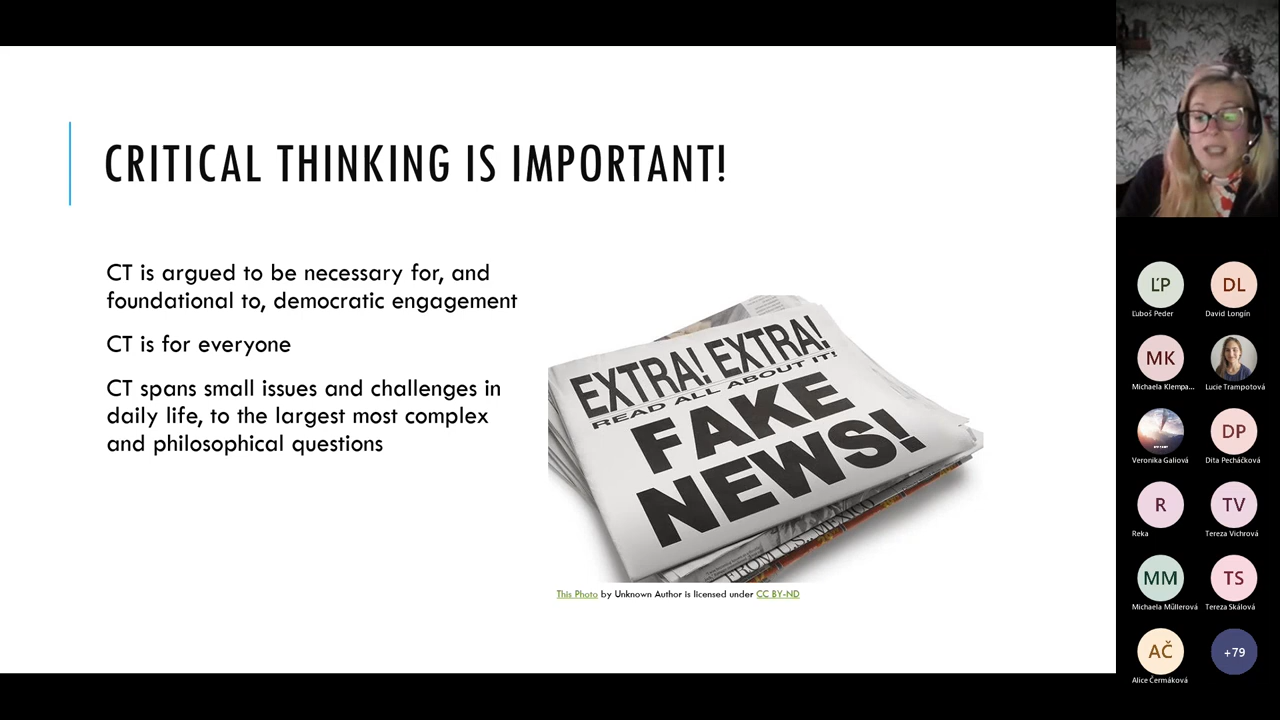 CRITICAL THINKING IS IMPORTANT!
CT is argued to be necessary for, and
foundational to, democratic engagement
CT is for everyone
CT spans small issues and challenges in
daily life, to the largest most complex
and philosophical questions
EXTRA! EXTRA!
READ ALL ABOUT IT!
FAKE
NEWS!
FROM U.S., MEXICO
This Photo by Unknown Author is licensed under CC BY-ND
ĽP
Ľuboš Peder
DL
David Longín
MK
Michaela Klempa...
Lucie Trampotová
Veronika Galiová
DP
Dita Pecháčková
R
Reka
TV
Tereza Vichrová
MM
Michaela Müllerová
TS
Tereza Skálová
AČ
Alice Čermáková
+79